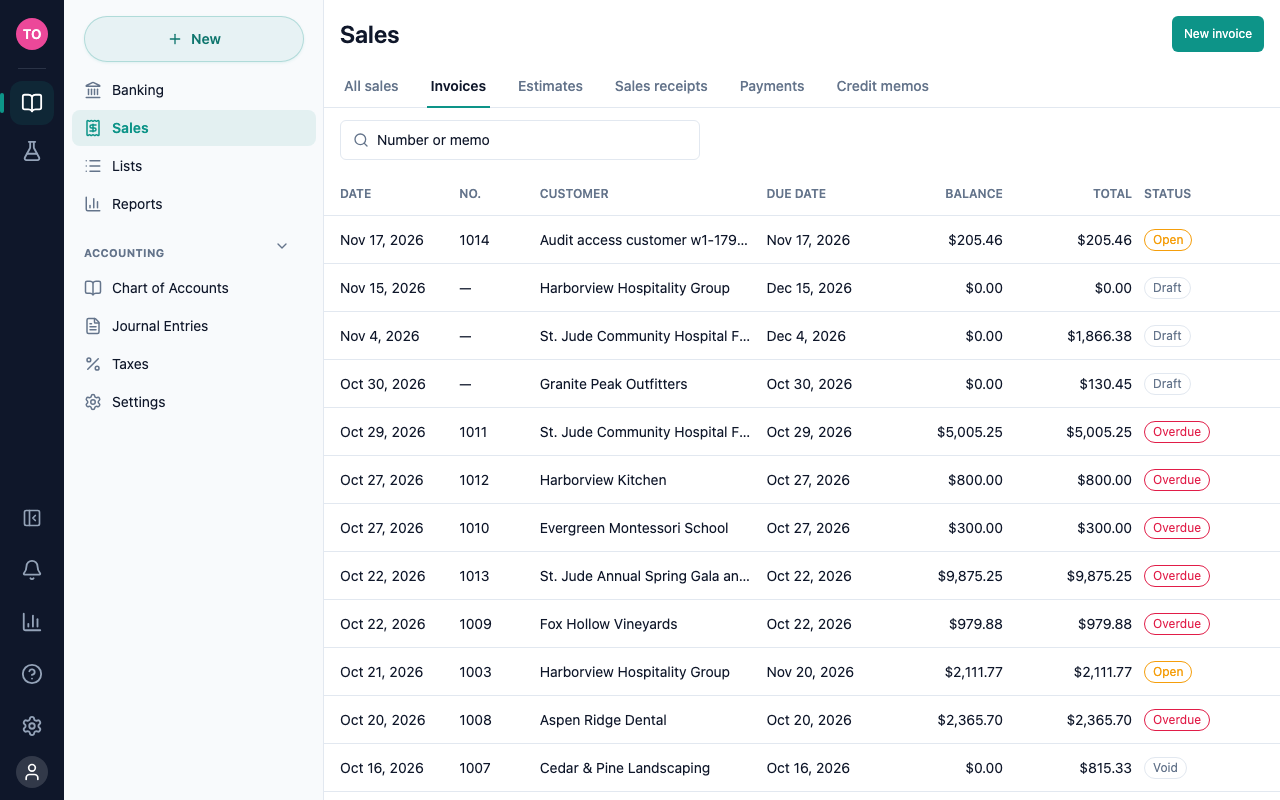 TO
New
Banking
Sales
Lists
Reports
ACCOUNTING
Chart of Accounts
Journal Entries
Taxes
Settings
Sales
New invoice
All sales Invoices Estimates Sales receipts Payments Credit memos
Number or memo
DATE NO. CUSTOMER DUE DATE BALANCE TOTAL STATUS
Nov 17, 2026 1014 Audit access customer w1-179... Nov 17, 2026 $205.46 $205.46 Open
Nov 15, 2026 — Harborview Hospitality Group Dec 15, 2026 $0.00 $0.00 Draft
Nov 4, 2026 — St. Jude Community Hospital F... Dec 4, 2026 $0.00 $1,866.38 Draft
Oct 30, 2026 — Granite Peak Outfitters Oct 30, 2026 $0.00 $130.45 Draft
Oct 29, 2026 1011 St. Jude Community Hospital F... Oct 29, 2026 $5,005.25 $5,005.25 Overdue
Oct 27, 2026 1012 Harborview Kitchen Oct 27, 2026 $800.00 $800.00 Overdue
Oct 27, 2026 1010 Evergreen Montessori School Oct 27, 2026 $300.00 $300.00 Overdue
Oct 22, 2026 1013 St. Jude Annual Spring Gala an... Oct 22, 2026 $9,875.25 $9,875.25 Overdue
Oct 22, 2026 1009 Fox Hollow Vineyards Oct 22, 2026 $979.88 $979.88 Overdue
Oct 21, 2026 1003 Harborview Hospitality Group Nov 20, 2026 $2,111.77 $2,111.77 Open
Oct 20, 2026 1008 Aspen Ridge Dental Oct 20, 2026 $2,365.70 $2,365.70 Overdue
Oct 16, 2026 1007 Cedar & Pine Landscaping Oct 16, 2026 $0.00 $815.33 Void